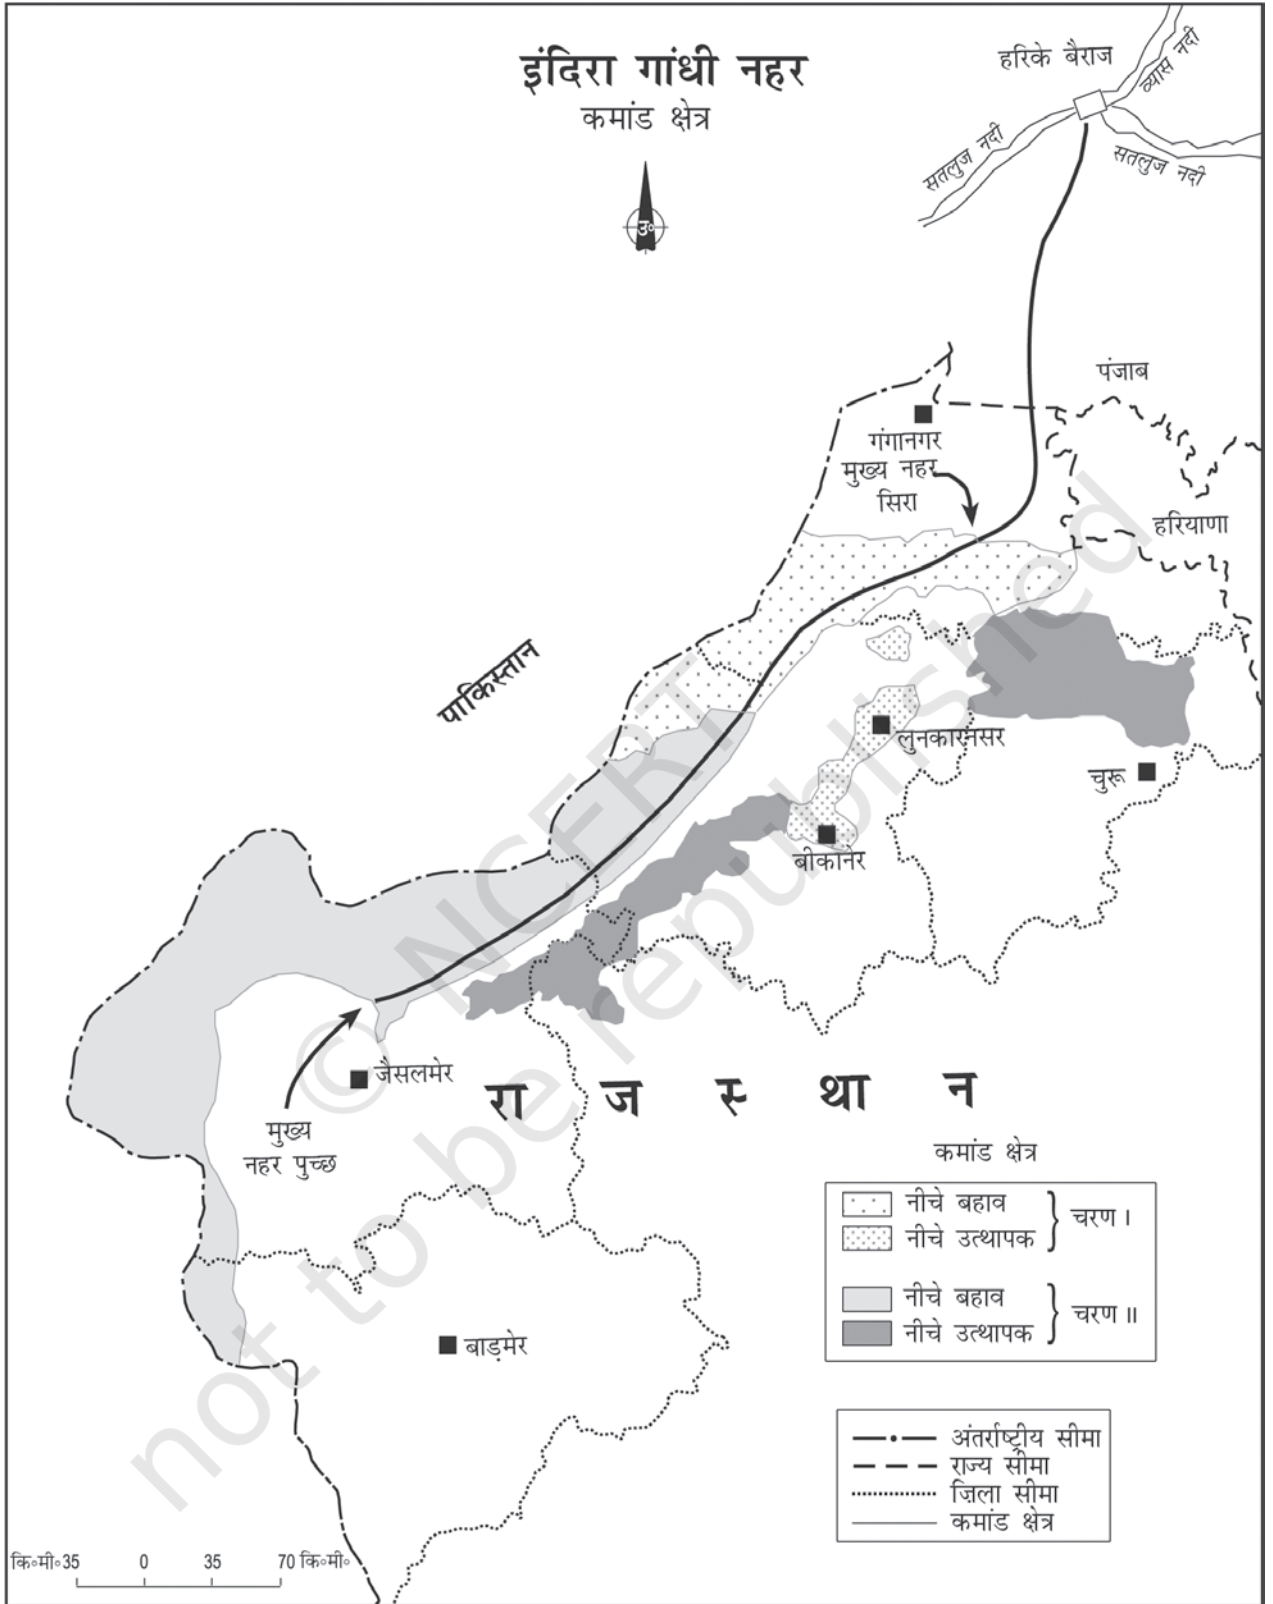 इंदिरा गांधी नहर
कमांड क्षेत्र
हरिके बैराज
व्यास नदी
सतलुज नदी
सतलुज नदी
उ॰
पंजाब
गंगानगर
मुख्य नहर
सिरा
हरियाणा
पाकिस्तान
लुनकारनसर
चुरू
बीकानेर
जैसलमेर
राजस्थान
मुख्य
नहर पुच्छ
बाड़मेर
कमांड क्षेत्र
नीचे बहाव
नीचे उत्थापक
चरण I
नीचे बहाव
नीचे उत्थापक
चरण II
अंतर्राष्ट्रीय सीमा
राज्य सीमा
ज़िला सीमा
कमांड क्षेत्र
कि॰मी॰35 0 35 70 कि॰मी॰
© NCERT
not to be republished